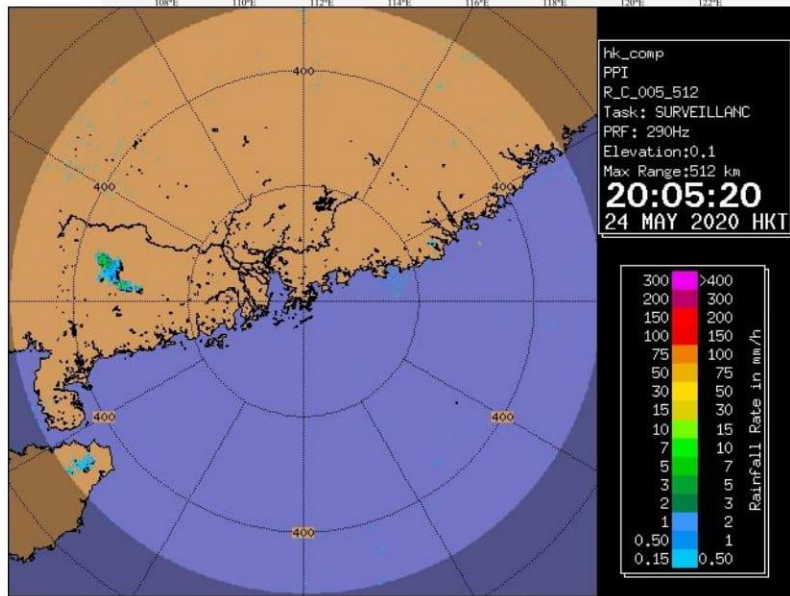 108°E 110°E 112°E 114°E 116°E 118°E 120°E 122°E
hk_comp
PPI
R_C_005_512
Task: SURVEILLANC
PRF: 290Hz
Elevation:0.1
Max Range:512 km
20:05:20
24 MAY 2020 HKT
400
400
400
400
400
400
300 >400
200 300
150 200
100 150
75 100
50 75
30 50
15 30
10 15
7 10
5 7
3 5
2 3
1 2
0.50 1
0.15 0.50
Rainfall Rate in mm/h